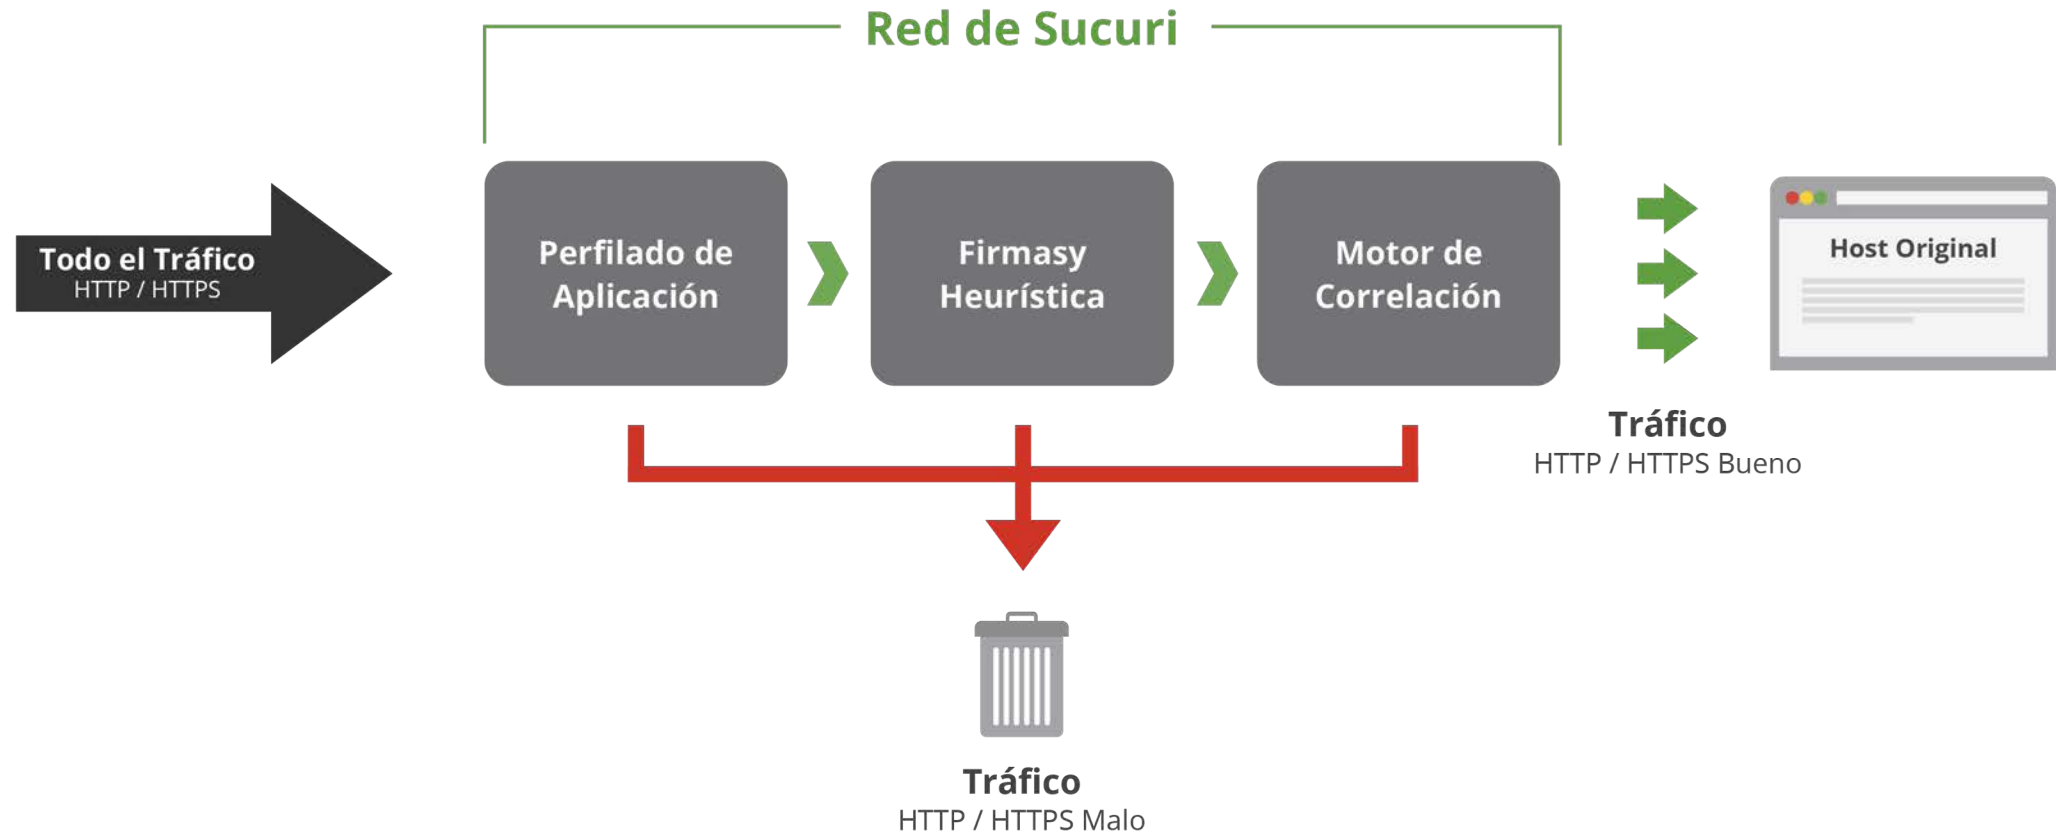 Red de Sucuri
Todo el Tráfico
HTTP / HTTPS
Perfilado de
Aplicación
Firmasy
Heurística
Motor de
Correlación
Host Original
Tráfico
HTTP / HTTPS Bueno
Tráfico
HTTP / HTTPS Malo